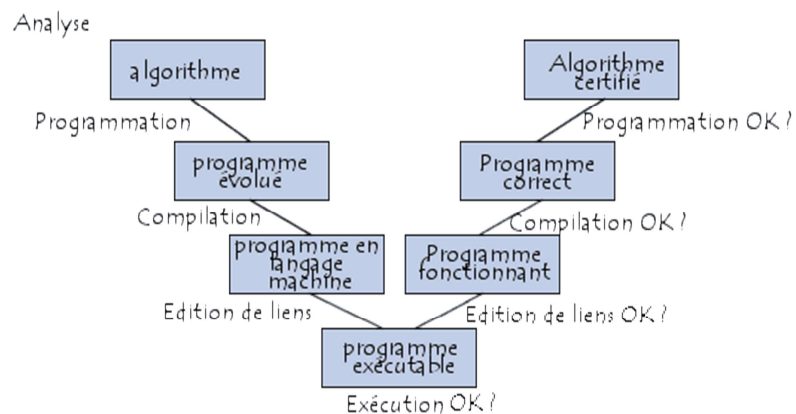 Analyse
algorithme
Algorithme
certifié
Programmation
Programmation OK ?
programme
évolué
Programme
correct
Compilation
Compilation OK ?
programme en
langage
machine
Programme
fonctionnant
Edition de liens
Edition de liens OK ?
programme
exécutable
Exécution OK ?